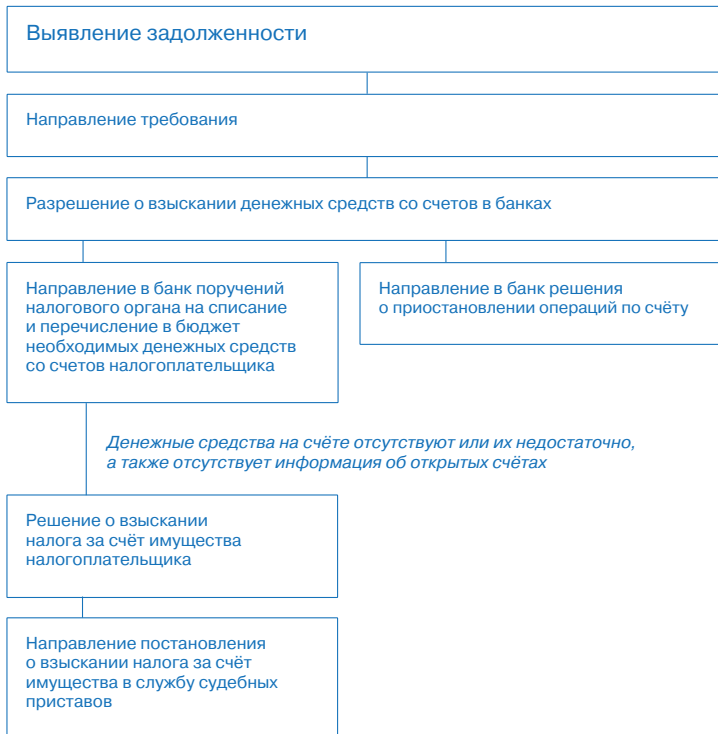 Выявление задолженности
Направление требования
Разрешение о взыскании денежных средств со счетов в банках
Направление в банк поручений
налогового органа на списание
и перечисление в бюджет
необходимых денежных средств
со счетов налогоплательщика
Направление в банк решения
о приостановлении операций по счёту
Денежные средства на счёте отсутствуют или их недостаточно,
а также отсутствует информация об открытых счётах
Решение о взыскании
налога за счёт имущества
налогоплательщика
Направление постановления
о взыскании налога за счёт
имущества в службу судебных
приставов